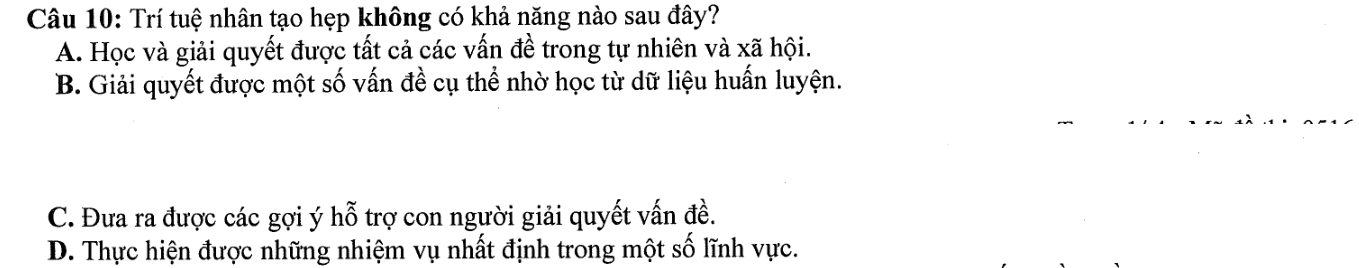 Câu 10: Trí tuệ nhân tạo hẹp không có khả năng nào sau đây?
A. Học và giải quyết được tất cả các vấn đề trong tự nhiên và xã hội.
B. Giải quyết được một số vấn đề cụ thể nhờ học từ dữ liệu huấn luyện.
C. Đưa ra được các gợi ý hỗ trợ con người giải quyết vấn đề.
D. Thực hiện được những nhiệm vụ nhất định trong một số lĩnh vực.